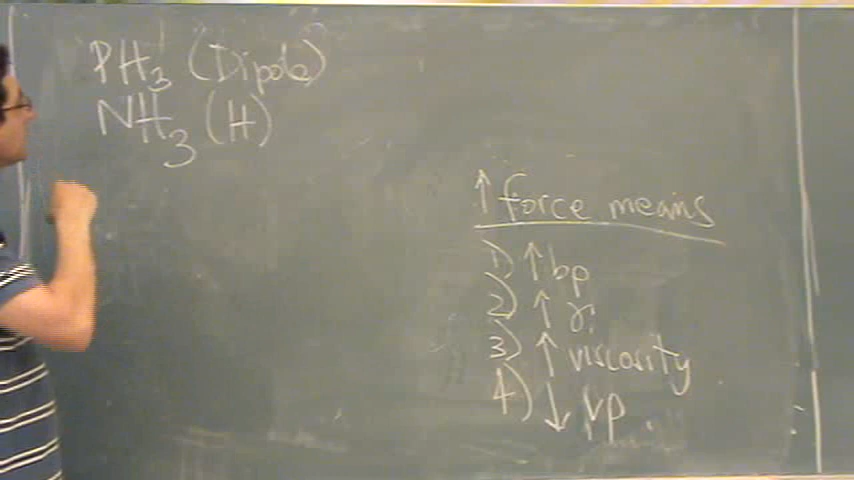 PH3 (Dipole)
NH3 (H)
↑ force means
1) ↑ bp
2) ↑ γ
3) ↑ viscosity
4) ↓ vp